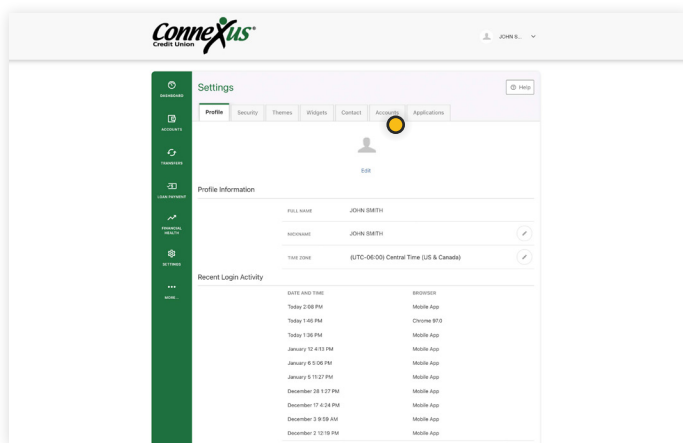 Connexus®
Credit Union
JOHN S...
DASHBOARD
ACCOUNTS
TRANSFERS
LOAN PAYMENT
FINANCIAL
HEALTH
SETTINGS
MORE...
Settings
Help
Profile Security Themes Widgets Contact Accounts Applications
Edit
Profile Information
FULL NAME JOHN SMITH
NICKNAME JOHN SMITH
TIME ZONE (UTC-06:00) Central Time (US & Canada)
Recent Login Activity
DATE AND TIME BROWSER
Today 2:08 PM Mobile App
Today 1:46 PM Chrome 97.0
Today 1:36 PM Mobile App
January 12 4:13 PM Mobile App
January 6 5:06 PM Mobile App
January 5 11:27 PM Mobile App
December 28 1:27 PM Mobile App
December 17 4:24 PM Mobile App
December 3 9:59 AM Mobile App
December 2 12:19 PM Mobile App